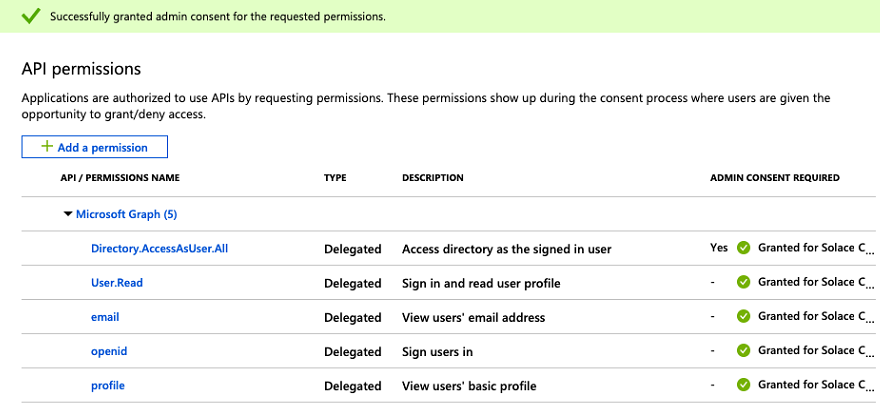 Successfully granted admin consent for the requested permissions.
API permissions
Applications are authorized to use APIs by requesting permissions. These permissions show up during the consent process where users are given the
opportunity to grant/deny access.
+ Add a permission
API / PERMISSIONS NAME TYPE DESCRIPTION ADMIN CONSENT REQUIRED
Microsoft Graph (5)
Directory.AccessAsUser.All Delegated Access directory as the signed in user Yes Granted for Solace C...
User.Read Delegated Sign in and read user profile - Granted for Solace C...
email Delegated View users' email address - Granted for Solace C...
openid Delegated Sign users in - Granted for Solace C...
profile Delegated View users' basic profile - Granted for Solace C...